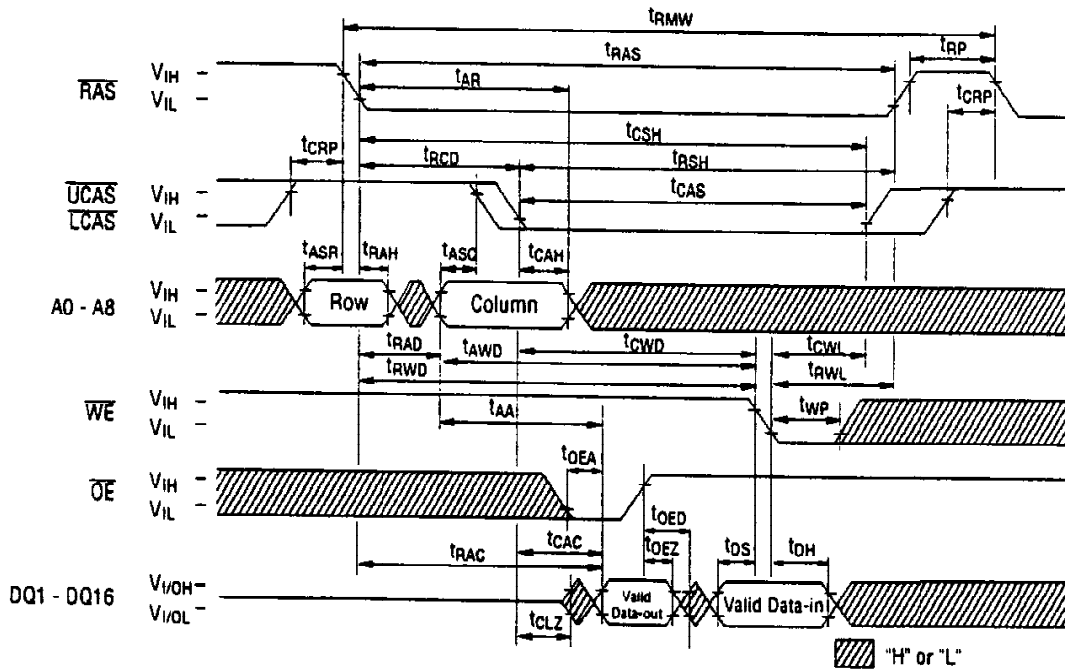 tRMW
tRAS
tRP
tAR
RAS
VIH
VIL
tCRP
tCSH
tCRP
tRCD
tRSH
UCAS
LCAS
VIH
VIL
tCAS
tASR
tRAH
tASC
tCAH
A0 - A8
VIH
VIL
Row
Column
tRAD
tAWD
tCWD
tCWL
tRWD
tRWL
WE
VIH
VIL
tAA
tWP
tOEA
OE
VIH
VIL
tOED
tCAC
tRAC
tOEZ
tDS
tDH
DQ1 - DQ16
VI/OH
VI/OL
Valid
Data-out
Valid Data-in
tCLZ
"H" or "L"